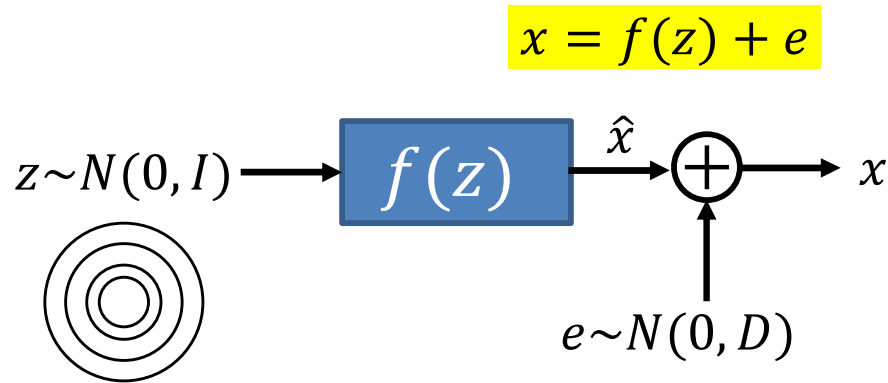 x = f(z) + e
z~N(0, I)
f(z)
x̂
x
e~N(0, D)